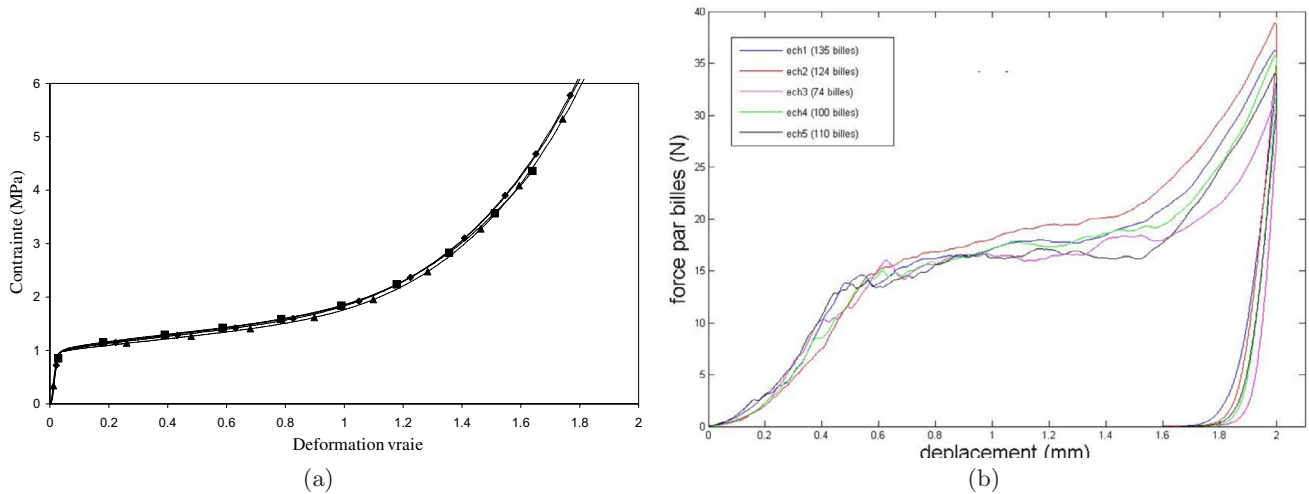 6
5
4
3
2
1
0
0 0.2 0.4 0.6 0.8 1 1.2 1.4 1.6 1.8 2
Contrainte (MPa)
Deformation vraie
(a)
40
35
30
25
20
15
10
5
0
0 0.2 0.4 0.6 0.8 1 1.2 1.4 1.6 1.8 2
force par billes (N)
deplacement (mm)
ech1 (135 billes)
ech2 (124 billes)
ech3 (74 billes)
ech4 (100 billes)
ech5 (110 billes)
(b)